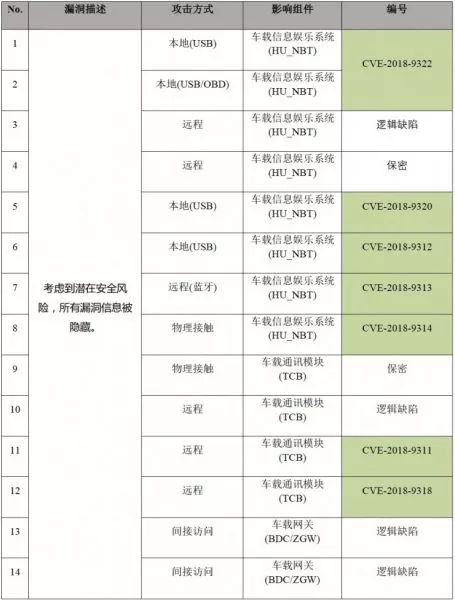 No. 漏洞描述 攻击方式 影响组件 编号
1 本地(USB) 车载信息娱乐系统
(HU_NBT)
CVE-2018-9322
2 本地(USB/OBD) 车载信息娱乐系统
(HU_NBT)
3 远程 车载信息娱乐系统
(HU_NBT) 逻辑缺陷
4 远程 车载信息娱乐系统
(HU_NBT) 保密
5 本地(USB) 车载信息娱乐系统
(HU_NBT) CVE-2018-9320
6 本地(USB) 车载信息娱乐系统
(HU_NBT) CVE-2018-9312
考虑到潜在安全风
险，所有漏洞信息被
隐藏。
7 远程(蓝牙) 车载信息娱乐系统
(HU_NBT) CVE-2018-9313
8 物理接触 车载信息娱乐系统
(HU_NBT) CVE-2018-9314
9 物理接触 车载通讯模块
(TCB) 保密
10 远程 车载通讯模块
(TCB) 逻辑缺陷
11 远程 车载通讯模块
(TCB) CVE-2018-9311
12 远程 车载通讯模块
(TCB) CVE-2018-9318
13 间接访问 车载网关
(BDC/ZGW) 逻辑缺陷
14 间接访问 车载网关
(BDC/ZGW) 逻辑缺陷